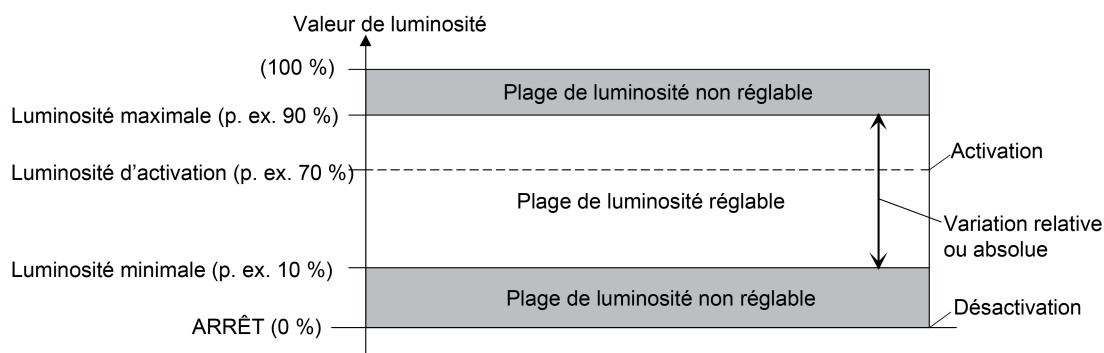 Valeur de luminosité
(100 %)
Plage de luminosité non réglable
Luminosité maximale (p. ex. 90 %)
Activation
Luminosité d’activation (p. ex. 70 %)
Plage de luminosité réglable
Variation relative
ou absolue
Luminosité minimale (p. ex. 10 %)
Plage de luminosité non réglable
Désactivation
ARRÊT (0 %)